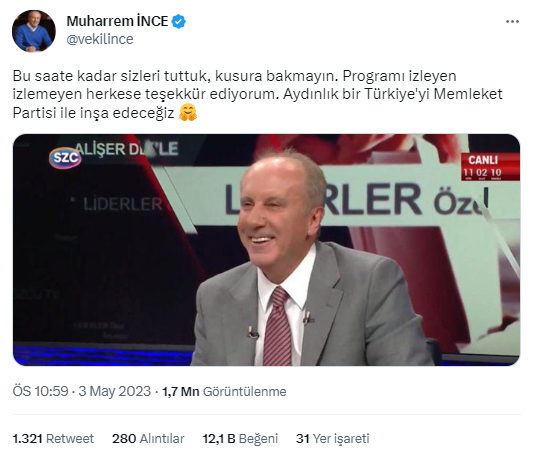 Muharrem İNCE
@vekilince
Bu saate kadar sizleri tuttuk, kusura bakmayın. Programı izleyen
izlemeyen herkese teşekkür ediyorum. Aydınlık bir Türkiye'yi Memleket
Partisi ile inşa edeceğiz 🤗
SZC
ALİŞER D LE
CANLI
11 02 10
LİDERLER
L RLER Öz
LİDERLER
ÖS 10:59 · 3 May 2023 · 1,7 Mn Görüntülenme
1.321 Retweet 280 Alıntılar 12,1 B Beğeni 31 Yer işareti